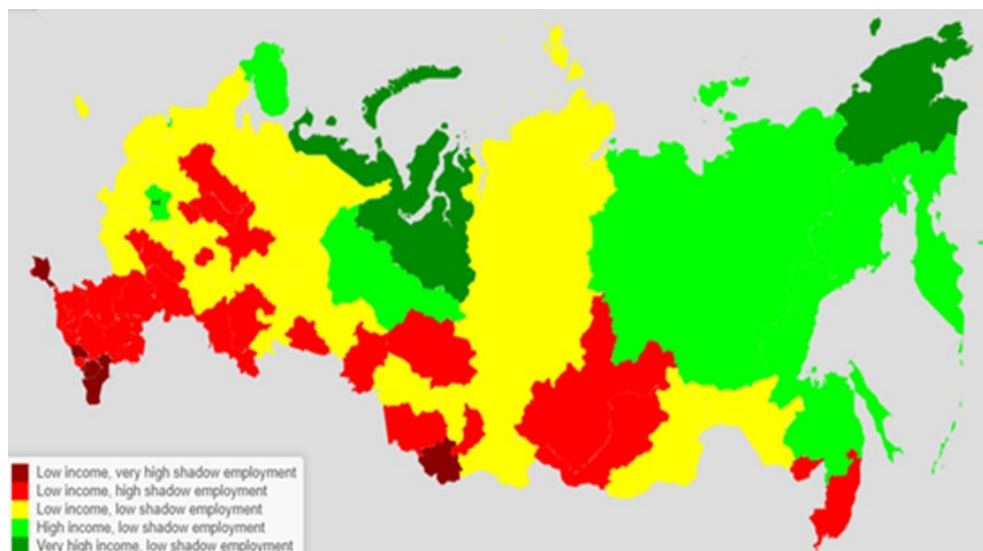 Low income, very high shadow employment
Low income, high shadow employment
Low income, low shadow employment
High income, low shadow employment
Very high income, low shadow employment